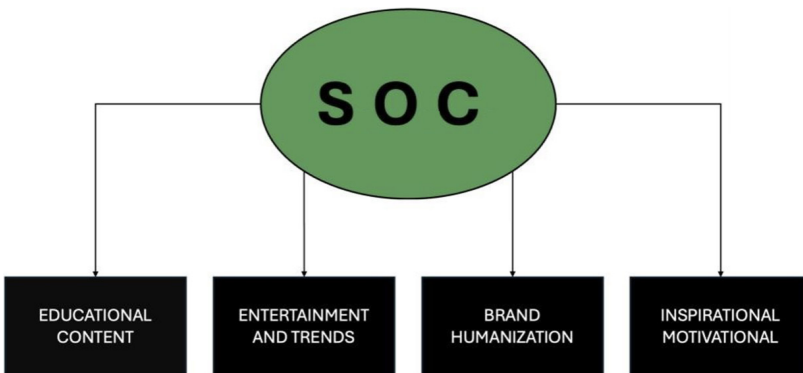 S O C
EDUCATIONAL
CONTENT
ENTERTAINMENT
AND TRENDS
BRAND
HUMANIZATION
INSPIRATIONAL
MOTIVATIONAL